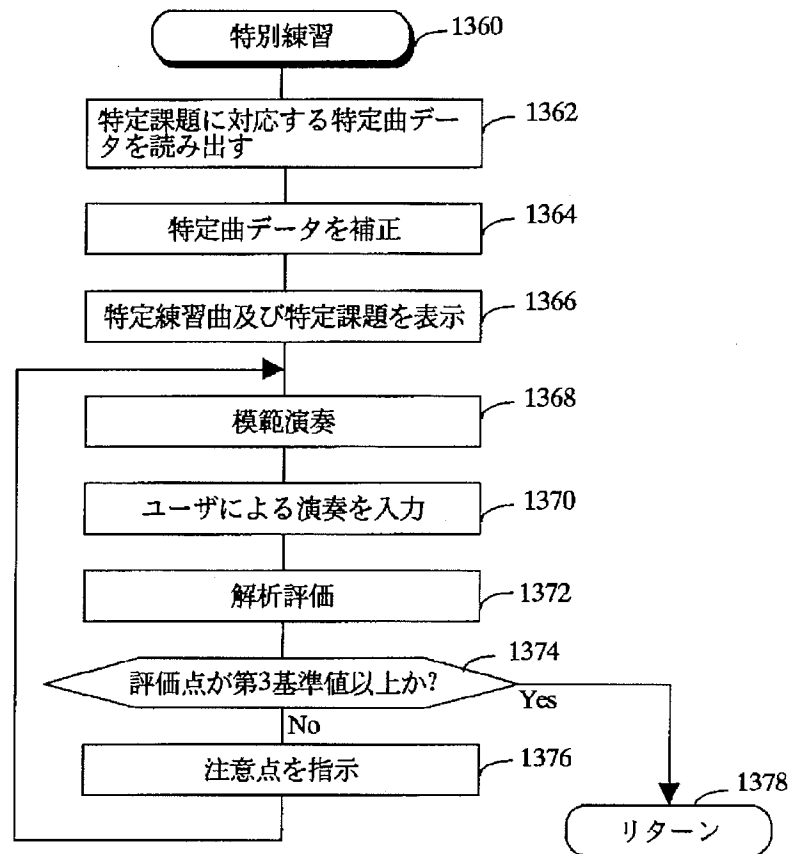 特別練習
1360
特定課題に対応する特定曲デー
タを読み出す
1362
特定曲データを補正
1364
特定練習曲及び特定課題を表示
1366
模範演奏
1368
ユーザによる演奏を入力
1370
解析評価
1372
評価点が第3基準値以上か?
1374
Yes
No
注意点を指示
1376
リターン
1378